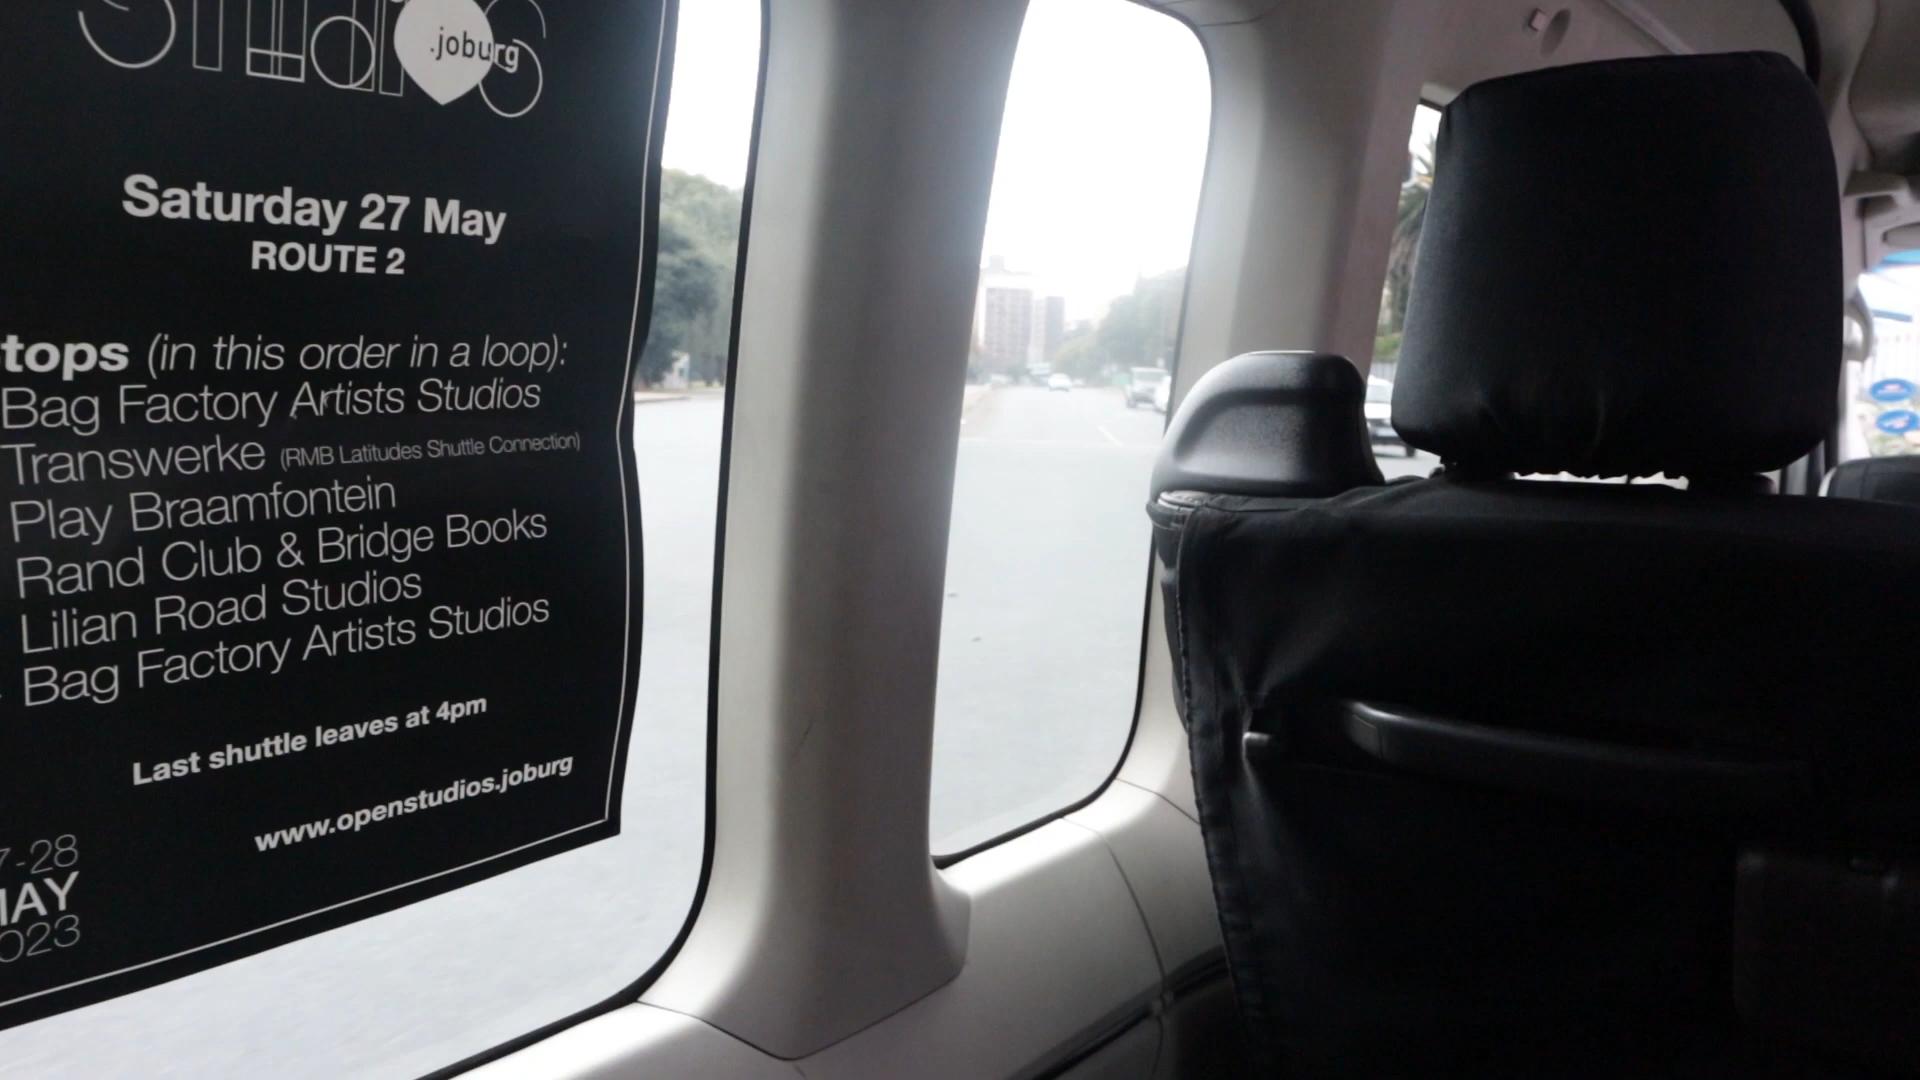 STUDIOS
.joburg
Saturday 27 May
ROUTE 2
tops (in this order in a loop):
Bag Factory Artists Studios
Transwerke (RMB Latitudes Shuttle Connection)
Play Braamfontein
Rand Club & Bridge Books
Lilian Road Studios
Bag Factory Artists Studios
Last shuttle leaves at 4pm
www.openstudios.joburg
7-28
MAY
023